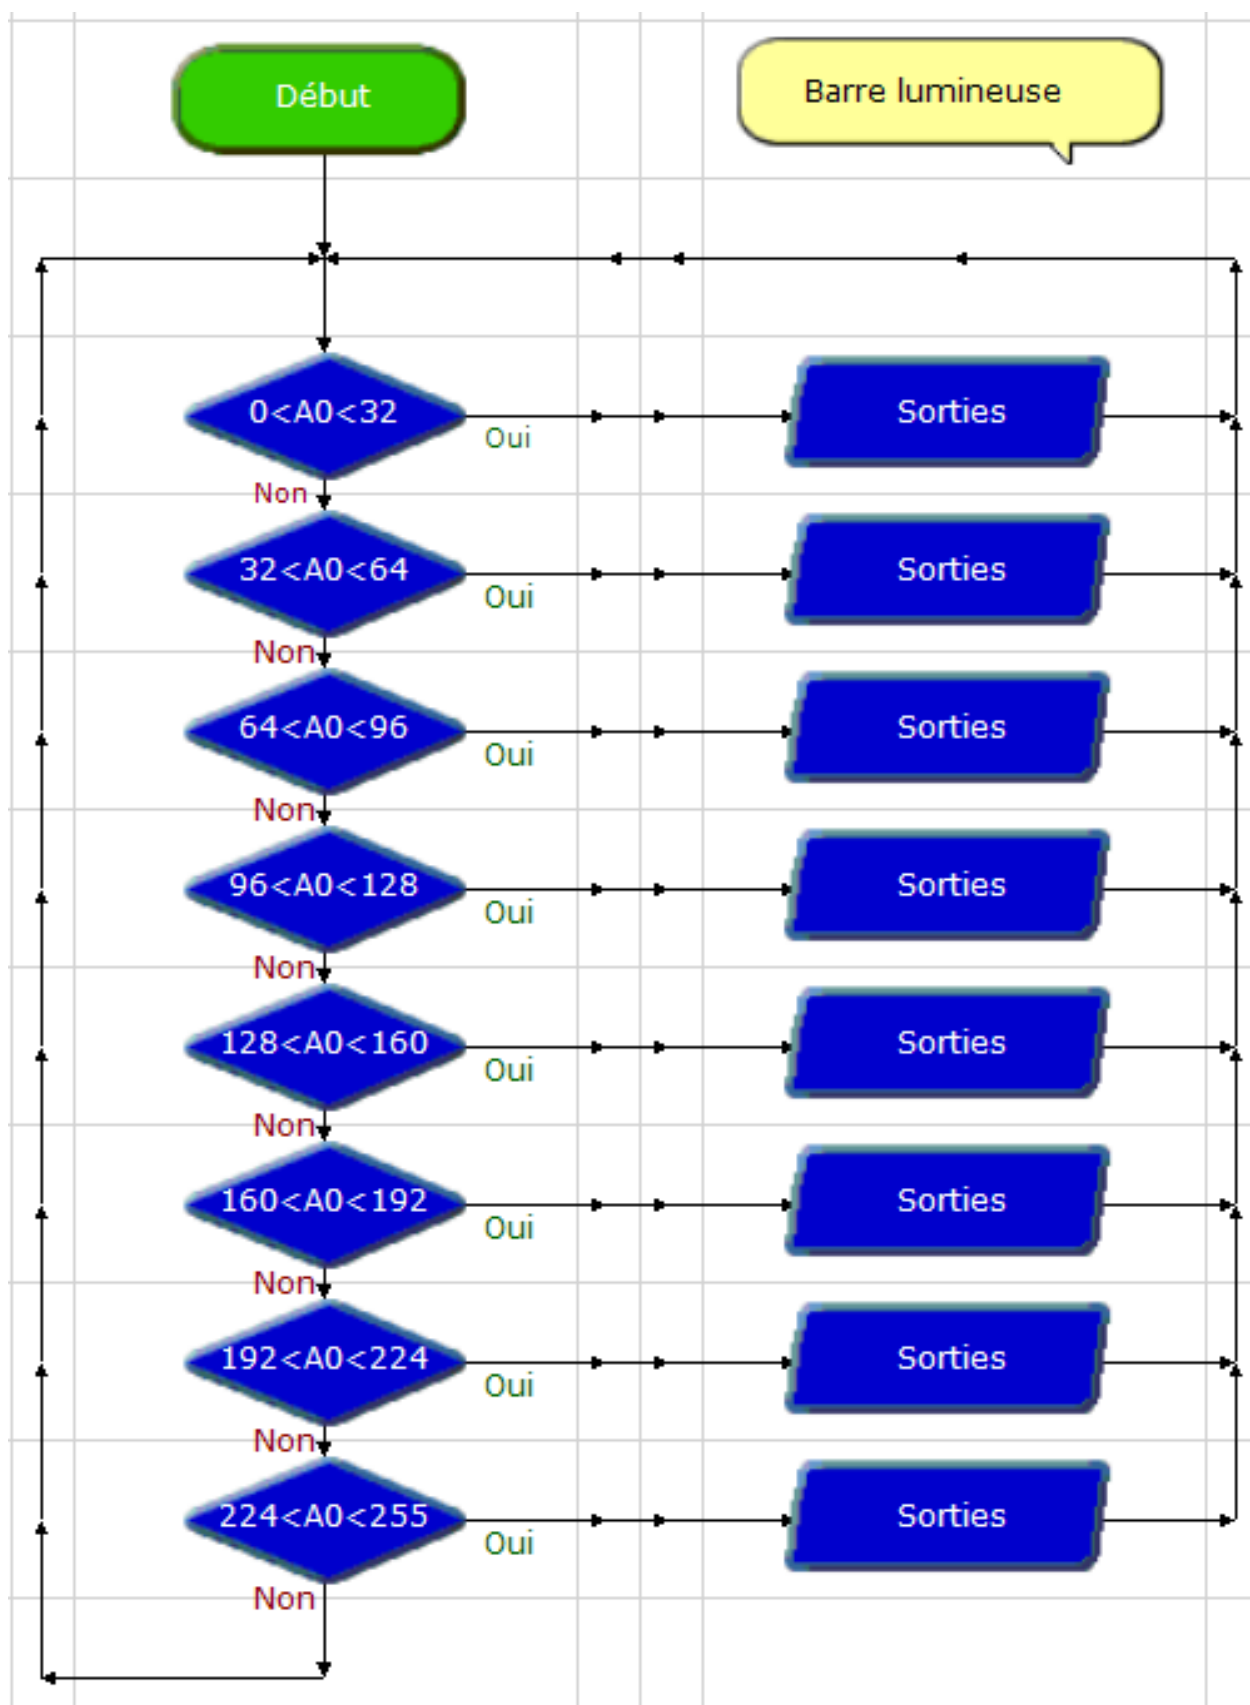 Début
Barre lumineuse
0<A0<32
Oui
Sorties
Non
32<A0<64
Oui
Sorties
Non
64<A0<96
Oui
Sorties
Non
96<A0<128
Oui
Sorties
Non
128<A0<160
Oui
Sorties
Non
160<A0<192
Oui
Sorties
Non
192<A0<224
Oui
Sorties
Non
224<A0<255
Oui
Sorties
Non